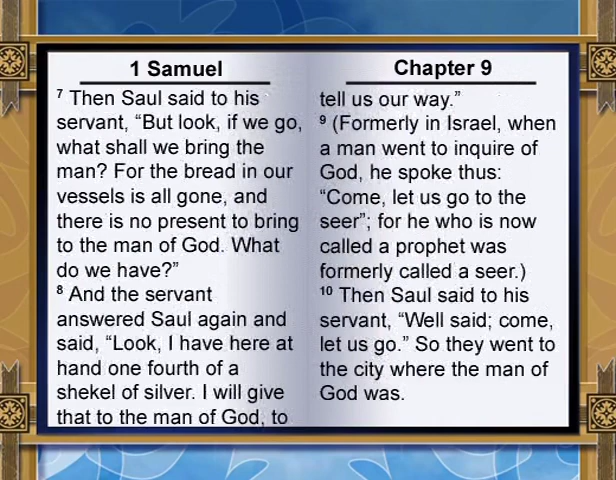 1 Samuel
⁷ Then Saul said to his
servant, “But look, if we go,
what shall we bring the
man? For the bread in our
vessels is all gone, and
there is no present to bring
to the man of God. What
do we have?”
⁸ And the servant
answered Saul again and
said, “Look, I have here at
hand one fourth of a
shekel of silver. I will give
that to the man of God, to
Chapter 9
tell us our way.”
⁹ (Formerly in Israel, when
a man went to inquire of
God, he spoke thus:
“Come, let us go to the
seer”; for he who is now
called a prophet was
formerly called a seer.)
¹⁰ Then Saul said to his
servant, “Well said; come,
let us go.” So they went to
the city where the man of
God was.